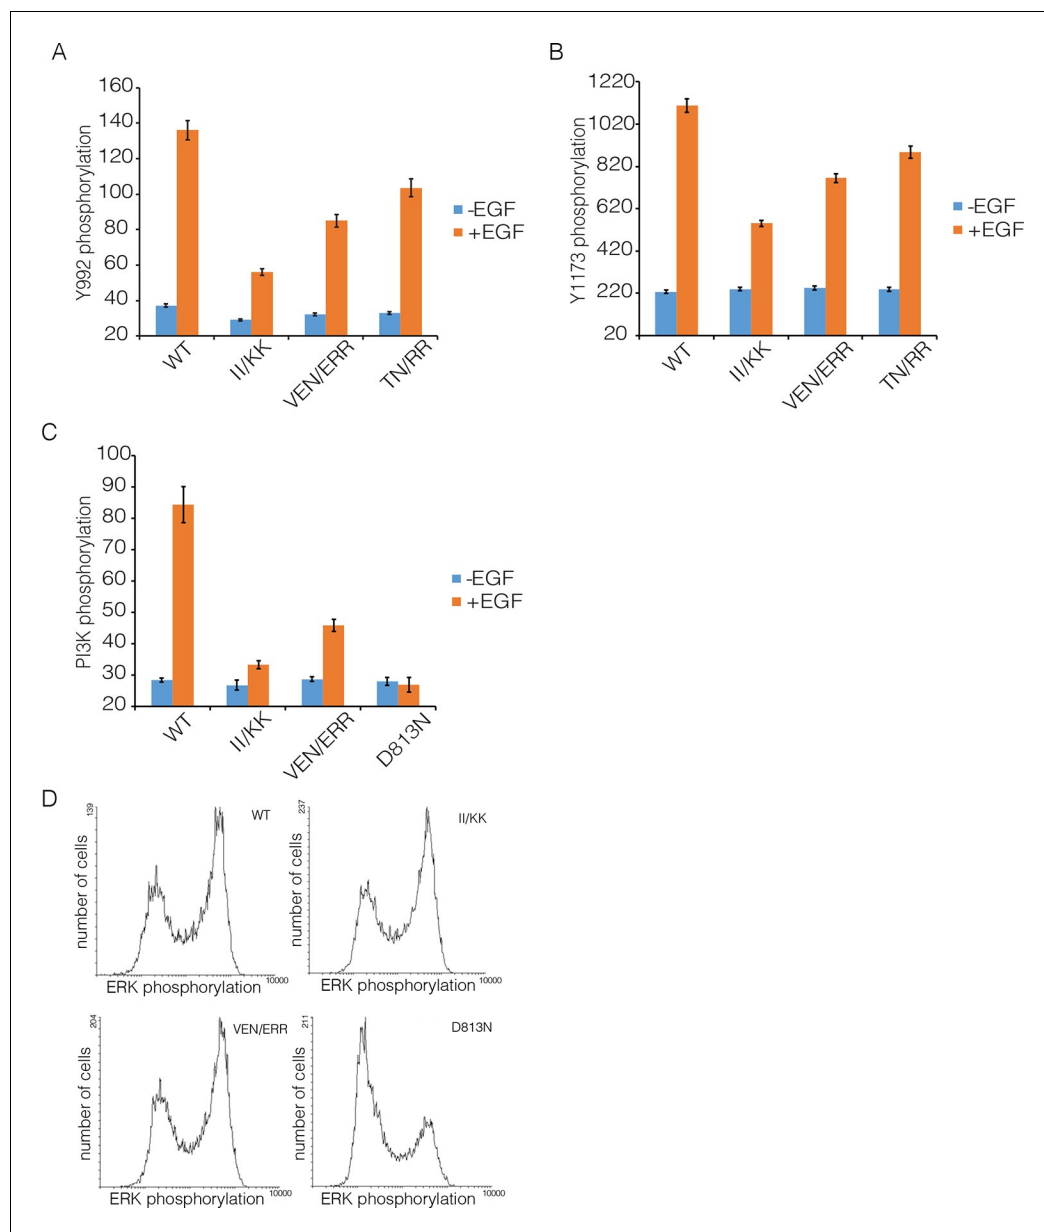 A
Y992 phosphorylation
160
140
120
100
80
60
40
20
WT
II/KK
VEN/ERR
TN/RR
-EGF
+EGF
B
Y1173 phosphorylation
1220
1020
820
620
420
220
20
WT
II/KK
VEN/ERR
TN/RR
-EGF
+EGF
C
PI3K phosphorylation
100
90
80
70
60
50
40
30
20
WT
II/KK
VEN/ERR
D813N
-EGF
+EGF
D
139
number of cells
WT
10000
ERK phosphorylation
237
number of cells
II/KK
10000
ERK phosphorylation
204
number of cells
VEN/ERR
10000
ERK phosphorylation
211
number of cells
D813N
10000
ERK phosphorylation